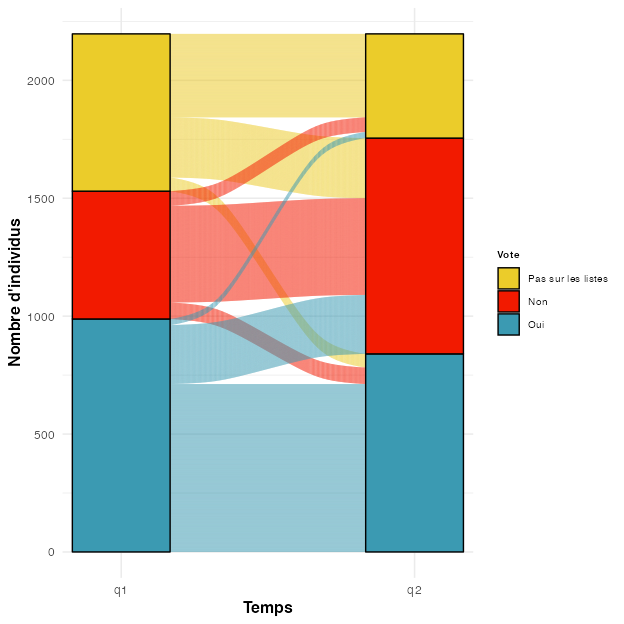 Nombre d'individus
2000
1500
1000
500
0
q1
q2
Temps
Vote
Pas sur les listes
Non
Oui